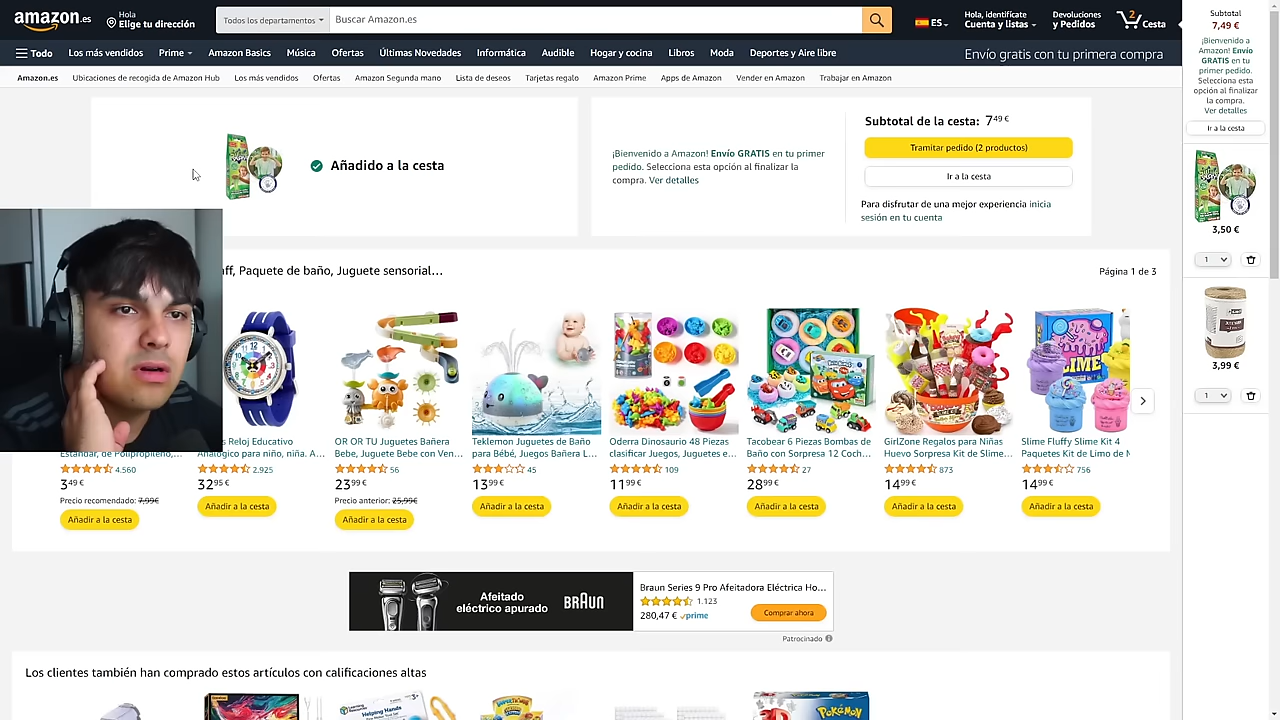 amazon.es
Hola
Elige tu dirección
Todos los departamentos
Buscar Amazon.es
ES
Hola, identifícate
Cuenta y listas
Devoluciones
y Pedidos
2
Cesta
Todo
Los más vendidos
Prime
Amazon Basics
Música
Ofertas
Últimas Novedades
Informática
Audible
Hogar y cocina
Libros
Moda
Deportes y Aire libre
Envío gratis con tu primera compra
Amazon.es
Ubicaciones de recogida de Amazon Hub
Los más vendidos
Ofertas
Amazon Segunda mano
Lista de deseos
Tarjetas regalo
Amazon Prime
Apps de Amazon
Vender en Amazon
Trabajar en Amazon
Añadido a la cesta
¡Bienvenido a Amazon! Envío GRATIS en tu primer
pedido. Selecciona esta opción al finalizar la
compra. Ver detalles
Subtotal de la cesta: 7,49 €
Tramitar pedido (2 productos)
Ir a la cesta
Para disfrutar de una mejor experiencia inicia
sesión en tu cuenta
Subtotal
7,49 €
¡Bienvenido a
Amazon! Envío
GRATIS en tu
primer pedido.
Selecciona esta
opción al finalizar
la compra.
Ver detalles
Ir a la cesta
3,50 €
1
3,99 €
1
uff, Paquete de baño, Juguete sensorial...
Página 1 de 3
SLIME
Estándar, de Polipropileno,...
4.560
3,49 €
Precio recomendado: 7,99€
Añadir a la cesta
s Reloj Educativo
Analógico para niño, niña. A...
2.925
32,95 €
Añadir a la cesta
OR OR TU Juguetes Bañera
Bebe, Juguete Bebe con Ven...
56
23,99 €
Precio anterior: 25,99€
Añadir a la cesta
Teklemon Juguetes de Baño
para Bébé, Juegos Bañera L...
45
13,99 €
Añadir a la cesta
Oderra Dinosaurio 48 Piezas
clasificar Juegos, Juguetes e...
109
11,99 €
Añadir a la cesta
Tacobear 6 Piezas Bombas de
Baño con Sorpresa 12 Coch...
27
28,99 €
Añadir a la cesta
GirlZone Regalos para Niñas
Huevo Sorpresa Kit de Slime...
873
14,99 €
Añadir a la cesta
Slime Fluffy Slime Kit 4
Paquetes Kit de Limo de N
756
14,99 €
Añadir a la cesta
Afeitado
eléctrico apurado
BRAUN
Braun Series 9 Pro Afeitadora Eléctrica Ho...
1.123
280,47 € prime
Comprar ahora
Patrocinado
Los clientes también han comprado estos artículos con calificaciones altas
Helping Hands
POKÉMON